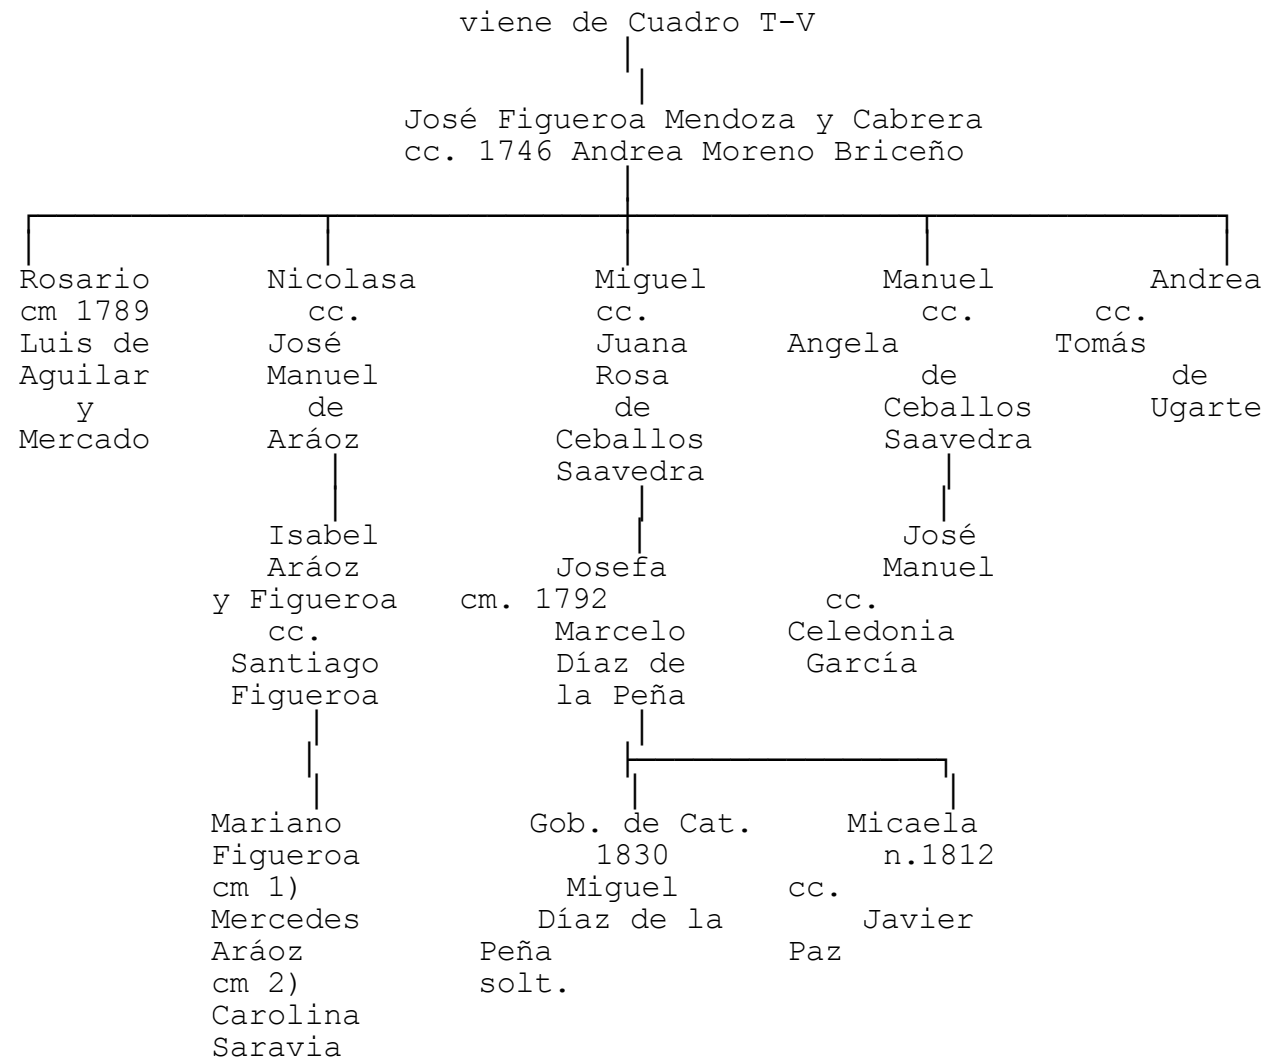 viene de Cuadro T-V
José Figueroa Mendoza y Cabrera
cc. 1746 Andrea Moreno Briceño
Rosario Nicolasa Miguel Manuel Andrea
cm 1789 cc. cc. cc. cc.
Luis de José Juana Angela Tomás
Aguilar Manuel Rosa de de
y de de Ceballos Ugarte
Mercado Aráoz Ceballos Saavedra
Saavedra
Isabel José
Aráoz Josefa Manuel
y Figueroa cm. 1792 cc.
cc. Marcelo Celedonia
Santiago Díaz de García
Figueroa la Peña
Mariano Gob. de Cat. Micaela
Figueroa 1830 n.1812
cm 1) Miguel cc.
Mercedes Díaz de la Javier
Aráoz Peña Paz
cm 2) solt.
Carolina
Saravia